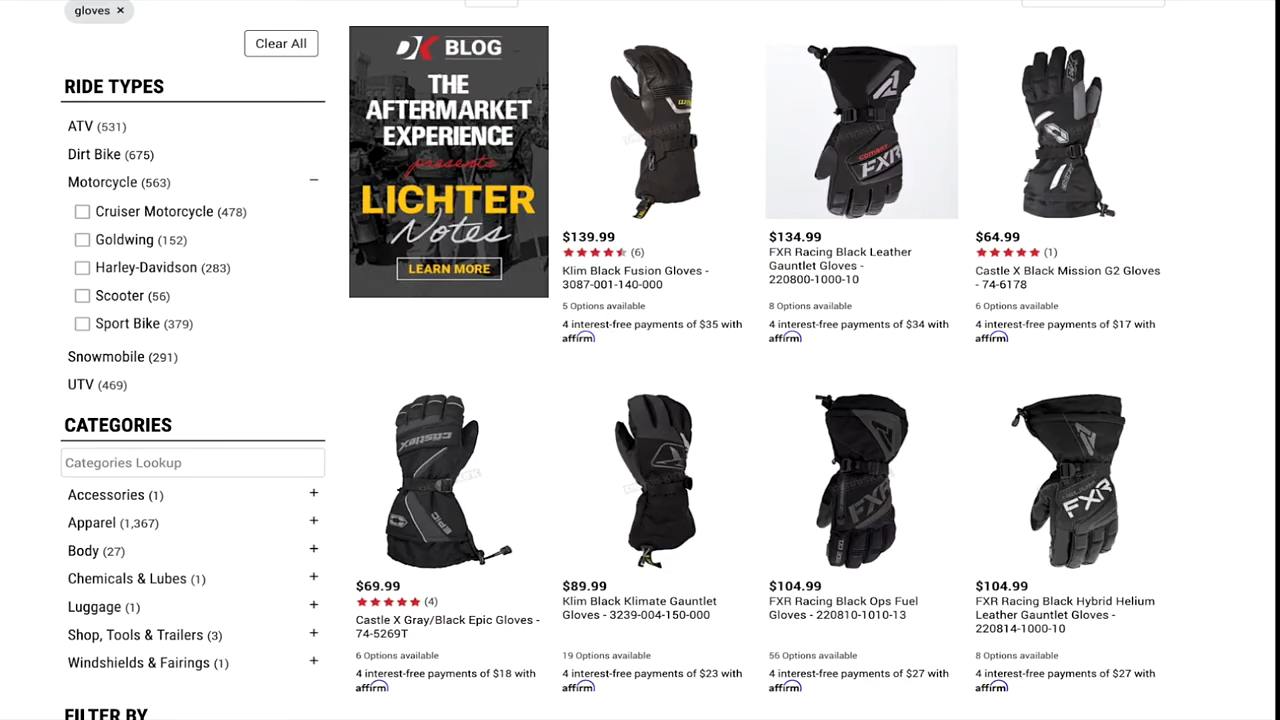 gloves ×
Clear All
RIDE TYPES
ATV (531)
Dirt Bike (675)
Motorcycle (563) −
Cruiser Motorcycle (478)
Goldwing (152)
Harley-Davidson (283)
Scooter (56)
Sport Bike (379)
Snowmobile (291)
UTV (469)
CATEGORIES
Categories Lookup
Accessories (1) +
Apparel (1,367) +
Body (27) +
Chemicals & Lubes (1) +
Luggage (1) +
Shop, Tools & Trailers (3) +
Windshields & Fairings (1) +
FILTER BY
DK BLOG
THE
AFTERMARKET
EXPERIENCE
presents
LICHTER
Notes
LEARN MORE
$139.99
(6)
Klim Black Fusion Gloves -
3087-001-140-000
5 Options available
4 interest-free payments of $35 with
affirm
COMBAT
FXR
$134.99
FXR Racing Black Leather
Gauntlet Gloves -
220800-1000-10
8 Options available
4 interest-free payments of $34 with
affirm
$64.99
(1)
Castle X Black Mission G2 Gloves
- 74-6178
6 Options available
4 interest-free payments of $17 with
affirm
CASTLEX
EPIC
$69.99
(4)
Castle X Gray/Black Epic Gloves -
74-5269T
6 Options available
4 interest-free payments of $18 with
affirm
$89.99
Klim Black Klimate Gauntlet
Gloves - 3239-004-150-000
19 Options available
4 interest-free payments of $23 with
affirm
FXR
$104.99
FXR Racing Black Ops Fuel
Gloves - 220810-1010-13
56 Options available
4 interest-free payments of $27 with
affirm
FXR
$104.99
FXR Racing Black Hybrid Helium
Leather Gauntlet Gloves -
220814-1000-10
8 Options available
4 interest-free payments of $27 with
affirm